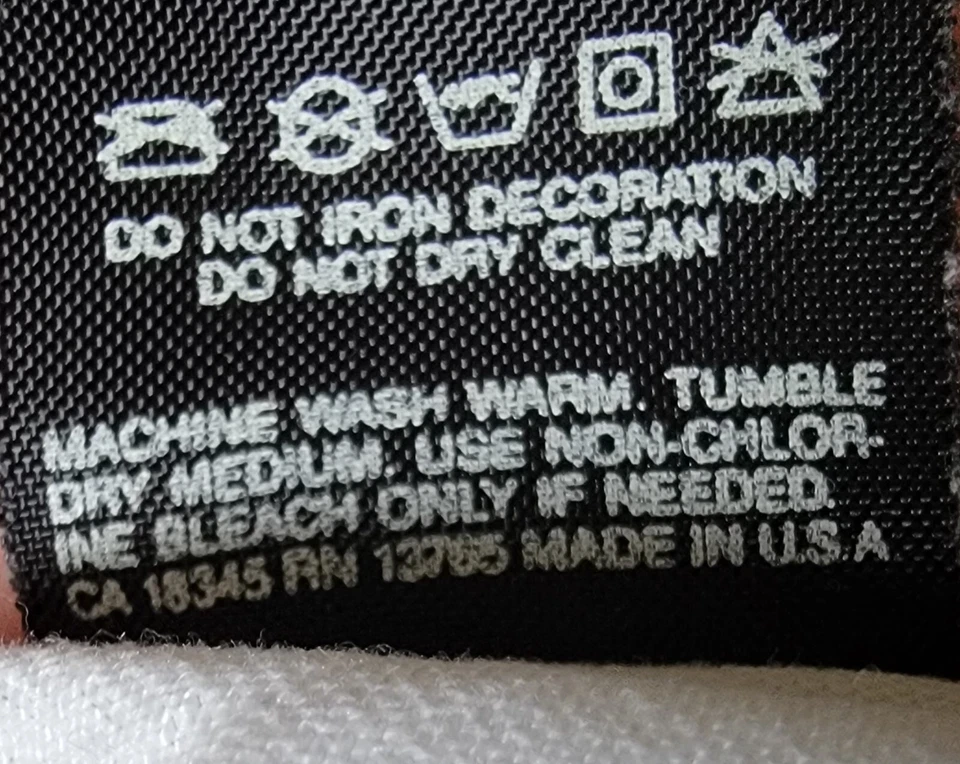 40°C
DO NOT IRON DECORATION
DO NOT DRY CLEAN
MACHINE WASH WARM. TUMBLE
DRY MEDIUM. USE NON-CHLOR-
INE BLEACH ONLY IF NEEDED.
CA 18345 RN 13765 MADE IN U.S.A